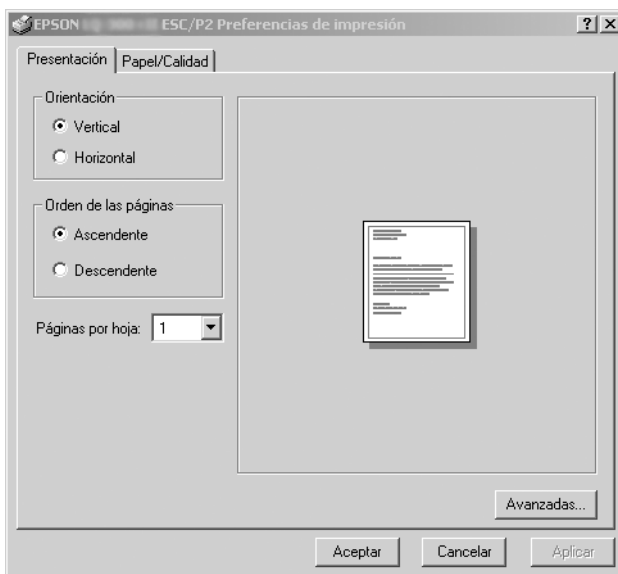 EPSON ESC/P2 Preferencias de impresión
Presentación Papel/Calidad
Orientación
Vertical
Horizontal
Orden de las páginas
Ascendente
Descendente
Páginas por hoja: 1
Avanzadas...
Aceptar Cancelar Aplicar